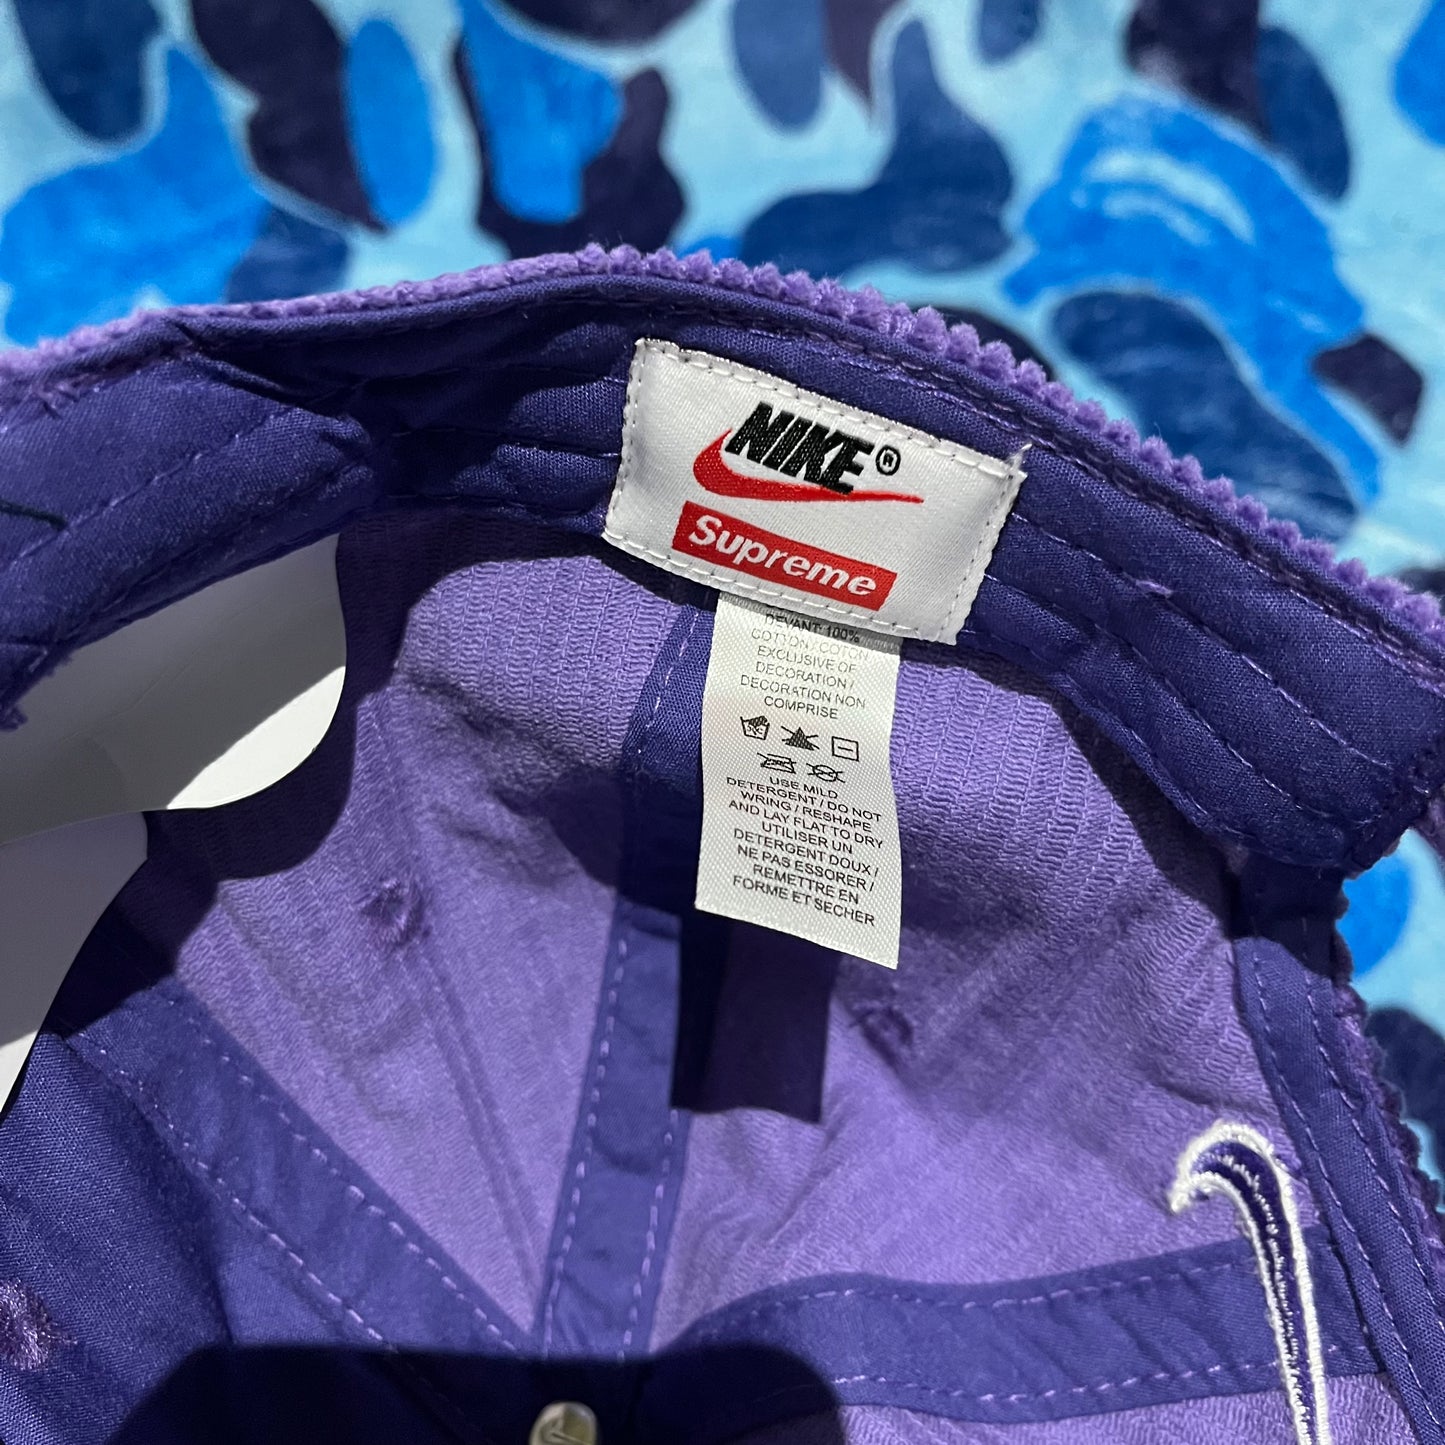 NIKE®
Supreme
DEVANT: 100%
COTTON / COTON
EXCLUSIVE OF
DECORATION /
DECORATION NON
COMPRISE
USE MILD
DETERGENT / DO NOT
WRING / RESHAPE
AND LAY FLAT TO DRY
UTILISER UN
DETERGENT DOUX /
NE PAS ESSORER /
REMETTRE EN
FORME ET SECHER